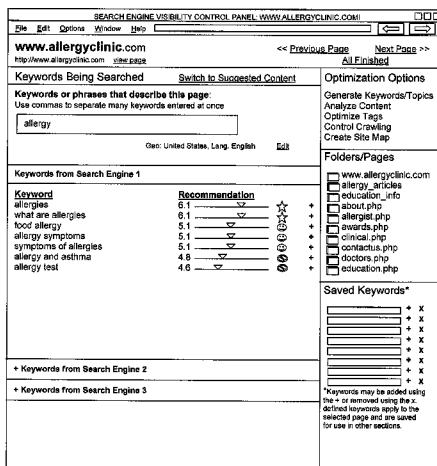 SEARCH ENGINE VISIBILITY CONTROL PANEL: WWW.ALLERGYCLINIC.COM!
File Edit Options Window Help
www.allergyclinic.com
<< Previous Page Next Page >>
http://www.allergyclinic.com view page
All Finished
Keywords Being Searched Switch to Suggested Content
Keywords or phrases that describe this page:
Use commas to separate many keywords entered at once
allergy
Geo: United States, Lang. English Edit
Keywords from Search Engine 1
Keyword Recommendation
allergies 6.1 +
what are allergies 6.1 +
food allergy 5.1 +
allergy symptoms 5.1 +
symptoms of allergies 5.1 +
allergy and asthma 4.8 +
allergy test 4.6 +
+ Keywords from Search Engine 2
+ Keywords from Search Engine 3
Optimization Options
Generate Keywords/Topics
Analyze Content
Optimize Tags
Control Crawling
Create Site Map
Folders/Pages
www.allergyclinic.com
allergy_articles
education_info
about.php
allergist.php
awards.php
clinical.php
contactus.php
doctors.php
education.php
Saved Keywords*
+ x
+ x
+ x
+ x
+ x
+ x
+ x
+ x
*Keywords may be added using
the + or removed using the x.
defined keywords apply to the
selected page and are saved
for use in other sections.